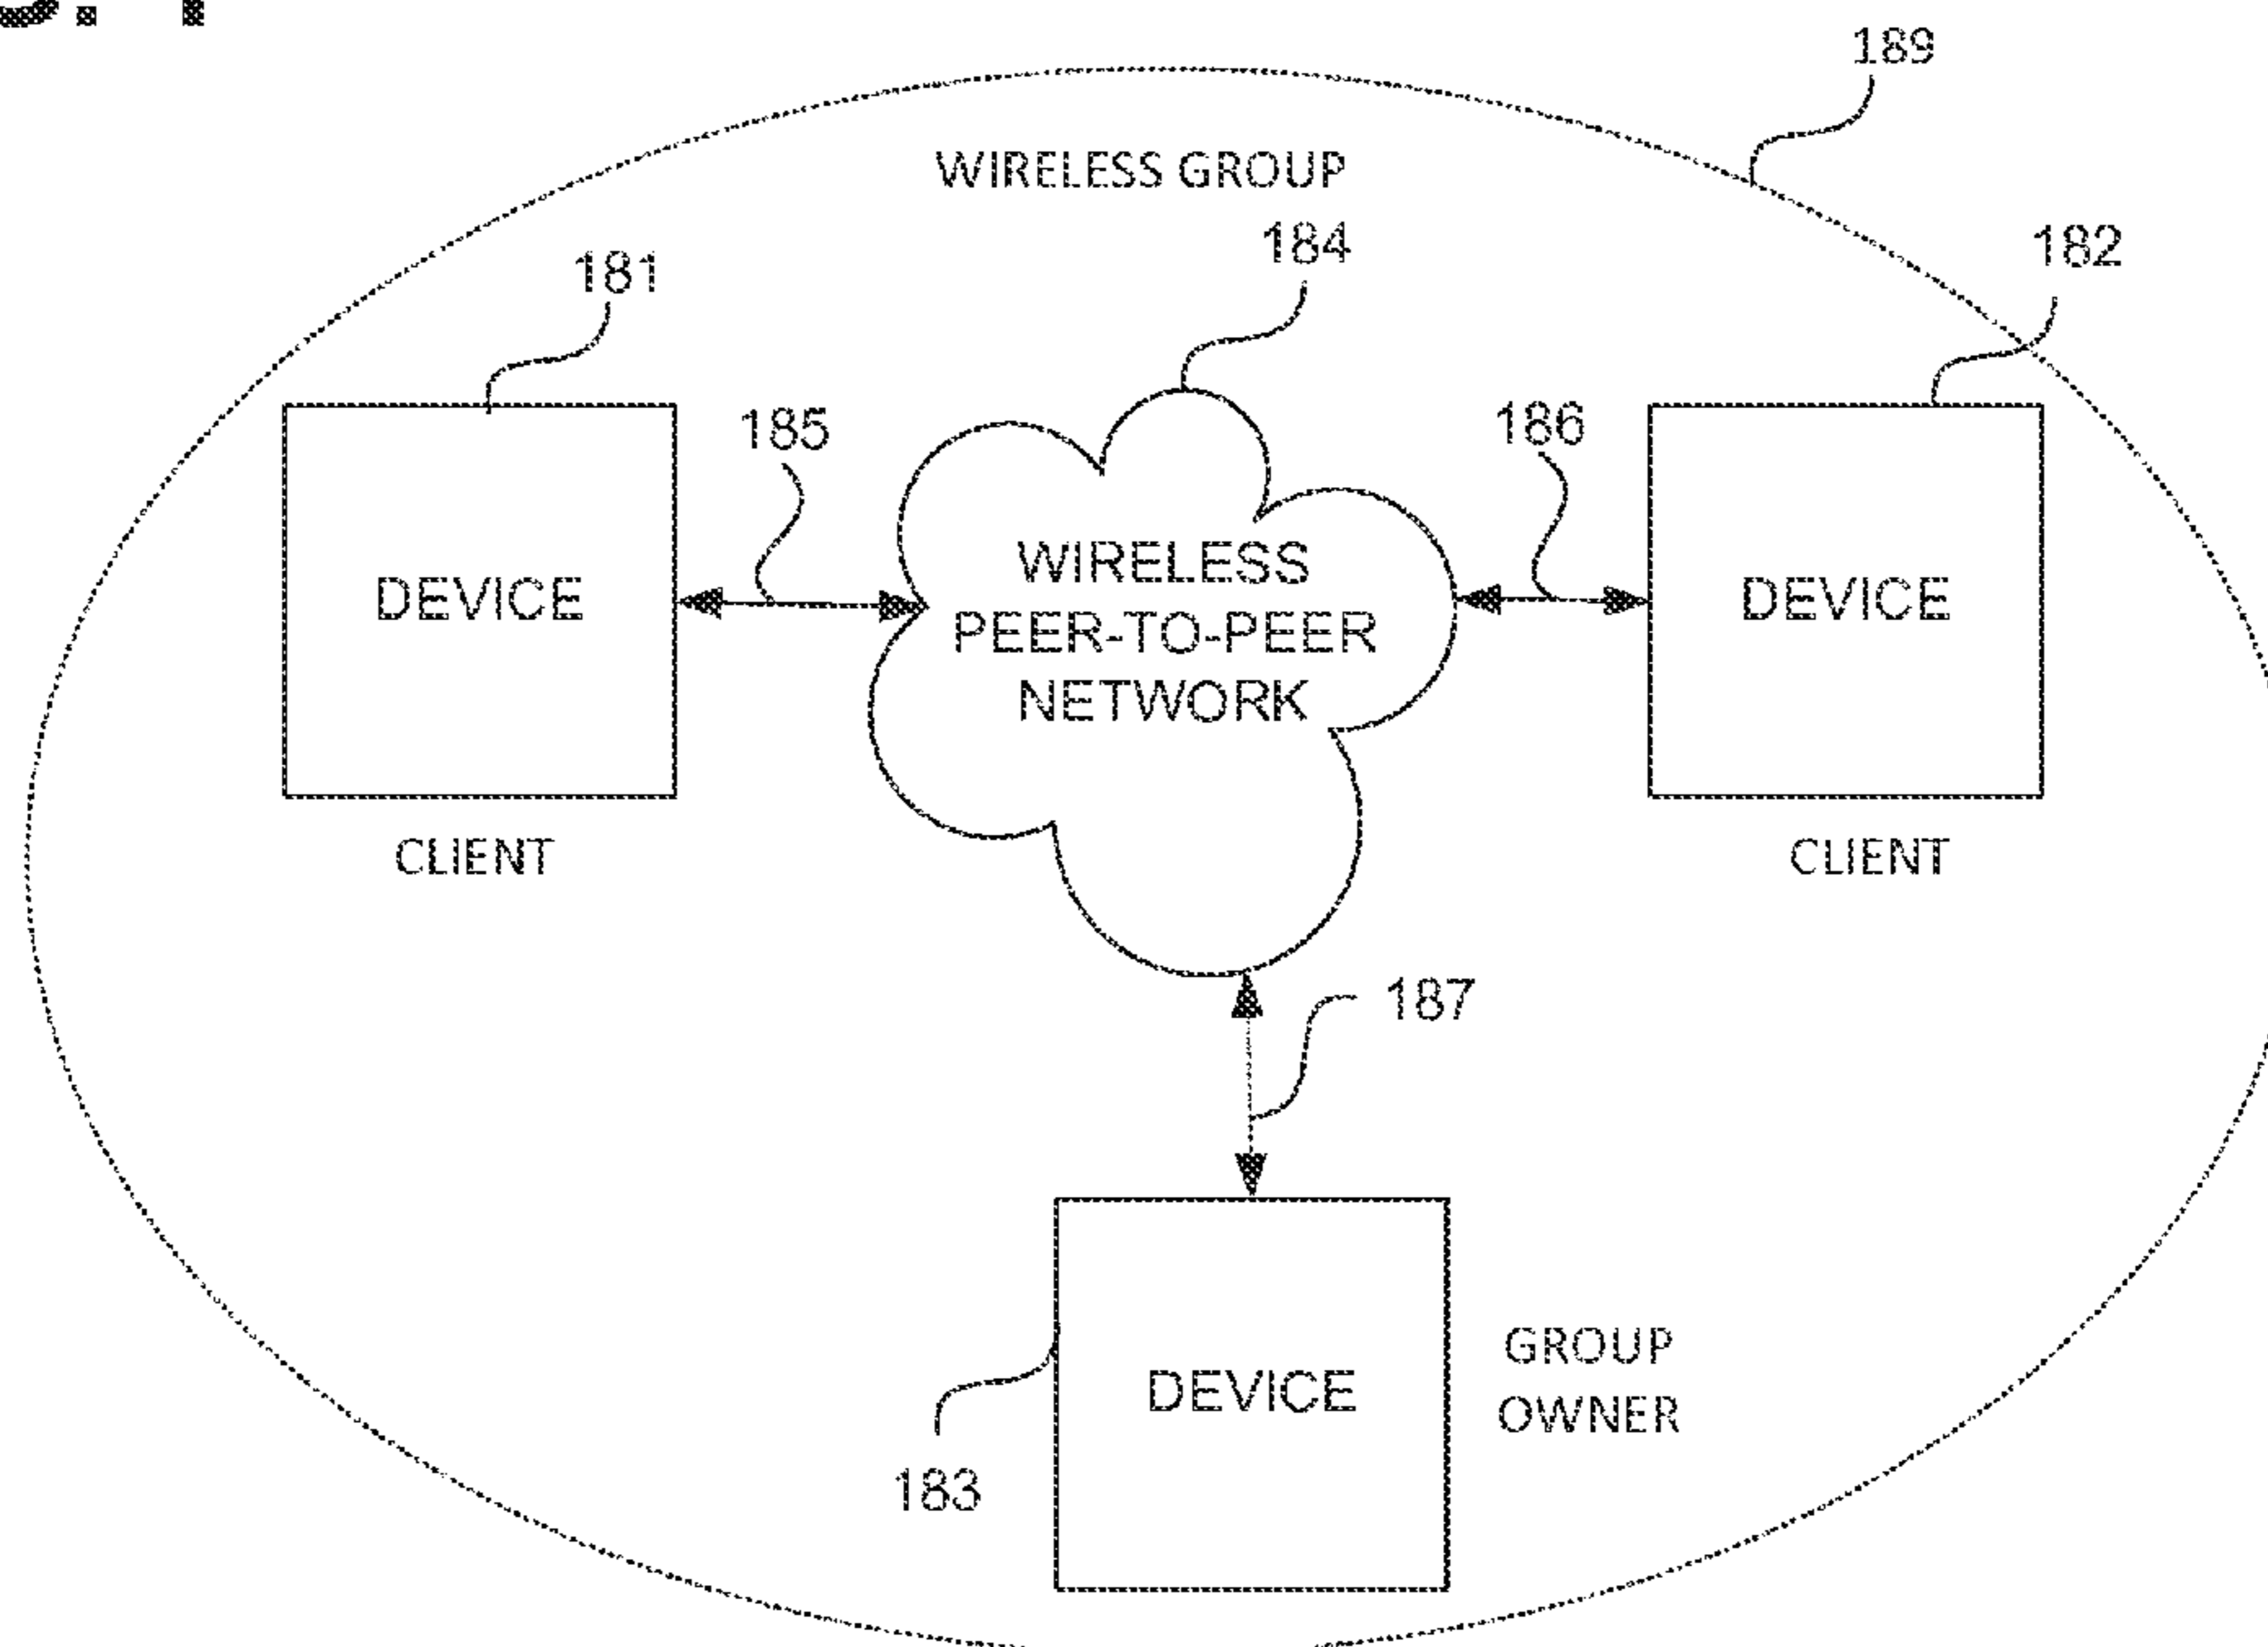 189
WIRELESS GROUP
184
182
181
185
186
WIRELESS
PEER-TO-PEER
NETWORK
DEVICE
DEVICE
CLIENT
CLIENT
187
GROUP
OWNER
DEVICE
183